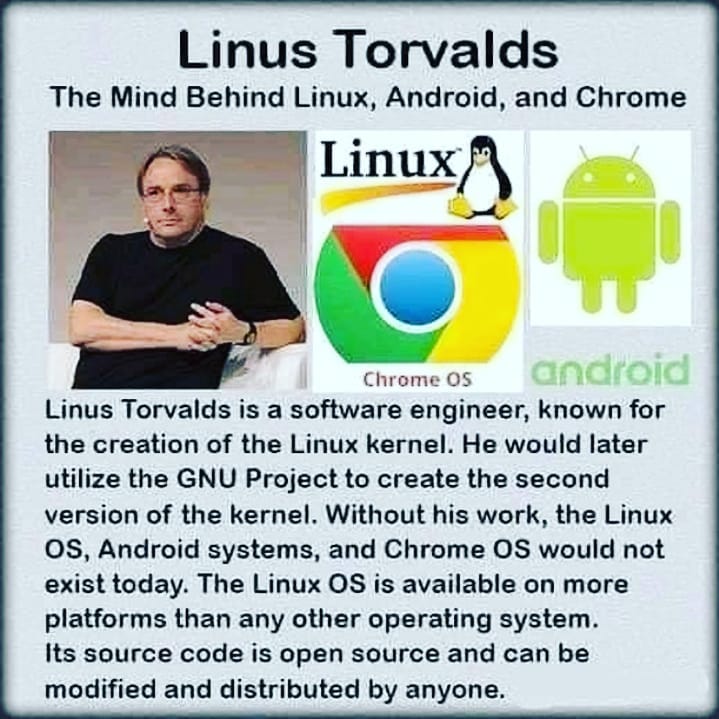 Linus Torvalds
The Mind Behind Linux, Android, and Chrome
Linux™
Chrome OS
android
Linus Torvalds is a software engineer, known for
the creation of the Linux kernel. He would later
utilize the GNU Project to create the second
version of the kernel. Without his work, the Linux
OS, Android systems, and Chrome OS would not
exist today. The Linux OS is available on more
platforms than any other operating system.
Its source code is open source and can be
modified and distributed by anyone.